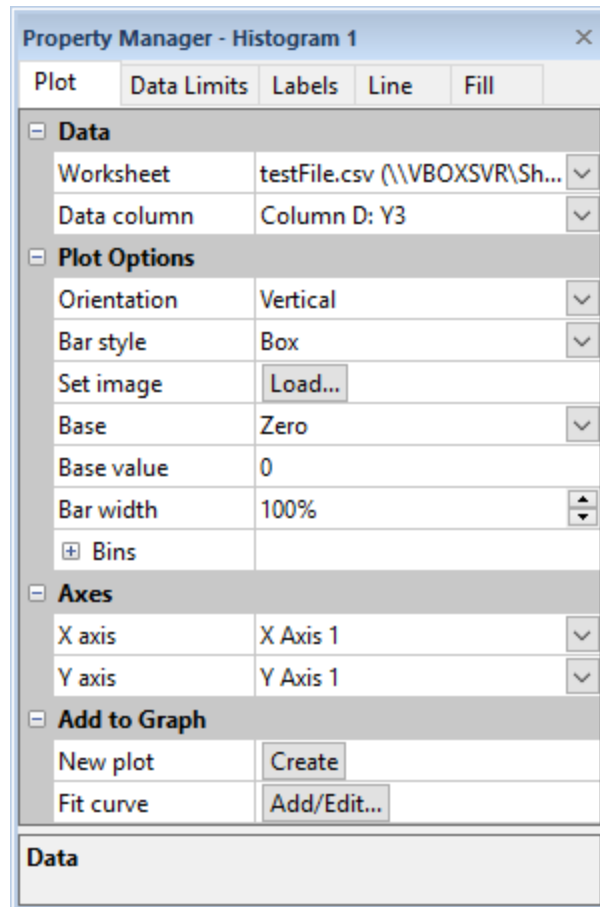 Property Manager - Histogram 1
Plot Data Limits Labels Line Fill
Data
Worksheet testFile.csv (\\VBOXSVR\Sh...
Data column Column D: Y3
Plot Options
Orientation Vertical
Bar style Box
Set image Load...
Base Zero
Base value 0
Bar width 100%
Bins
Axes
X axis X Axis 1
Y axis Y Axis 1
Add to Graph
New plot Create
Fit curve Add/Edit...
Data